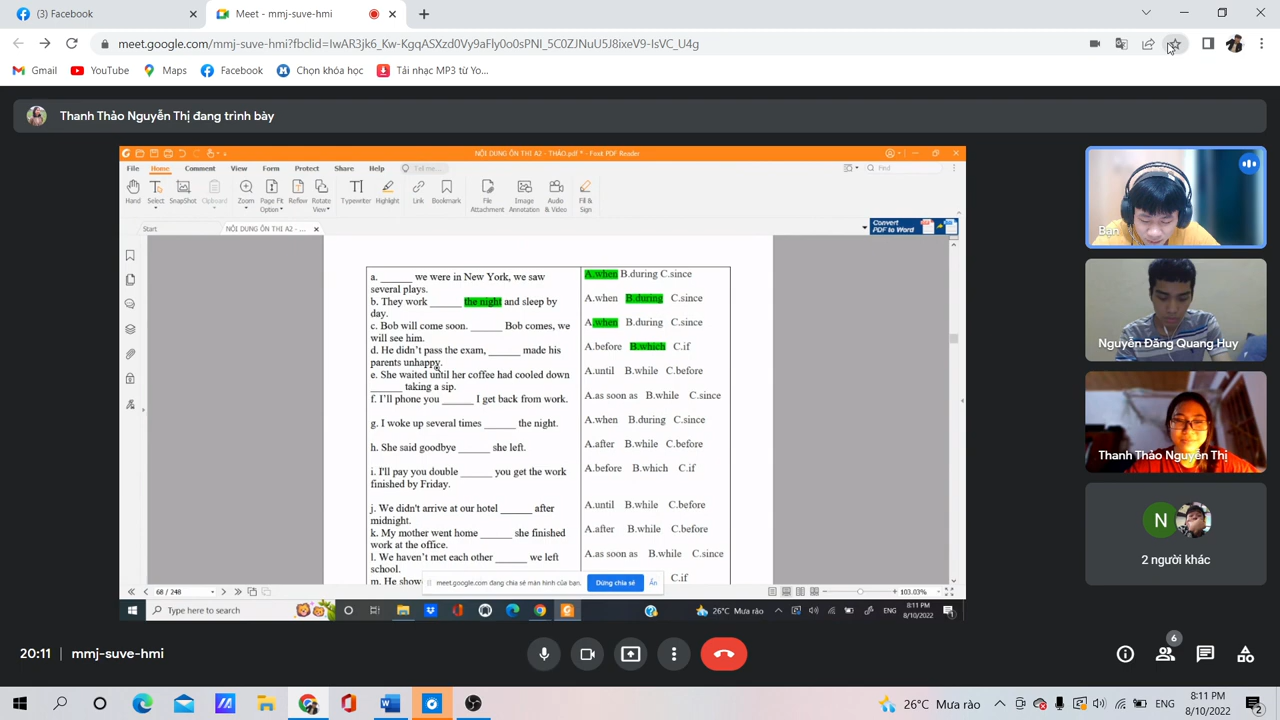 (3) Facebook
Meet - mmj-suve-hmi
meet.google.com/mmj-suve-hmi?fbclid=IwAR3jk6_Kw-KgqASXzd0Vy9aFly0o0sPNI_5C0ZJNuU5J8ixeV9-IsVC_U4g
Gmail YouTube Maps Facebook Chọn khóa học Tải nhạc MP3 từ Yo...
Thanh Thảo Nguyễn Thị đang trình bày
NỘI DUNG ÔN THI A2 - THẢO.pdf * - Foxit PDF Reader
File Home Comment View Form Protect Share Help Tell me... Find
Hand Select SnapShot Clipboard Zoom Page Fit Option Reflow Rotate View Typewriter Highlight Link Bookmark File Attachment Image Annotation Audio & Video Fill & Sign
Start NỘI DUNG ÔN THI A2 - ... Convert PDF to Word
a. ______ we were in New York, we saw several plays. A.when B.during C.since
b. They work ______ the night and sleep by day. A.when B.during C.since
c. Bob will come soon. ______ Bob comes, we will see him. A.when B.during C.since
d. He didn't pass the exam, ______ made his parents unhappy. A.before B.which C.if
e. She waited until her coffee had cooled down ______ taking a sip. A.until B.while C.before
f. I'll phone you ______ I get back from work. A.as soon as B.while C.since
g. I woke up several times ______ the night. A.when B.during C.since
h. She said goodbye ______ she left. A.after B.while C.before
i. I'll pay you double ______ you get the work finished by Friday. A.before B.which C.if
j. We didn't arrive at our hotel ______ after midnight. A.until B.while C.before
k. My mother went home ______ she finished work at the office. A.after B.while C.before
l. We haven't met each other ______ we left school. A.as soon as B.while C.since
m. He show C.if
meet.google.com đang chia sẻ màn hình của bạn. Dừng chia sẻ Ẩn
68 / 248 103.03%
Type here to search 26°C Mưa rào ENG 8:11 PM 8/10/2022
Bạn
Nguyễn Đăng Quang Huy
Thanh Thảo Nguyễn Thị
N
2 người khác
20:11 mmj-suve-hmi 6
26°C Mưa rào ENG 8:11 PM 8/10/2022 2